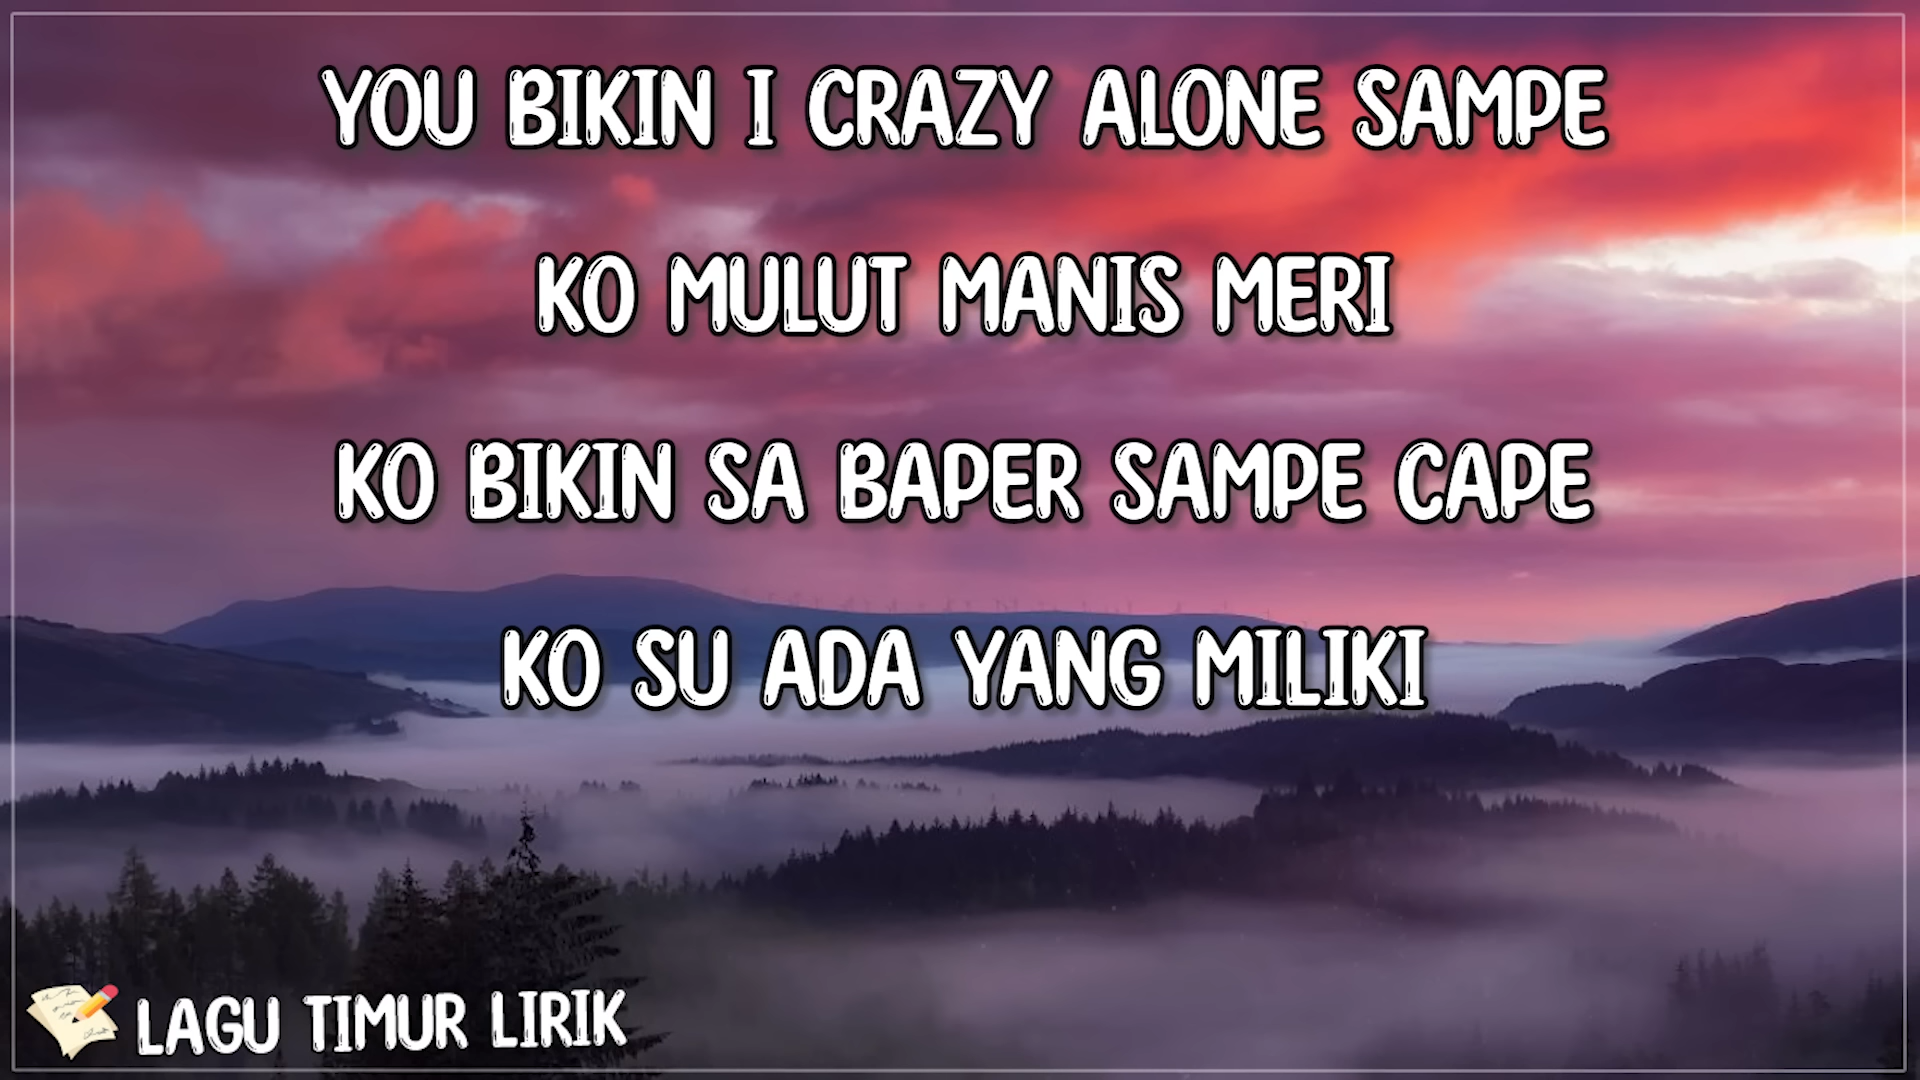 YOU BIKIN I CRAZY ALONE SAMPE
KO MULUT MANIS MERI
KO BIKIN SA BAPER SAMPE CAPE
KO SU ADA YANG MILIKI
LAGU TIMUR LIRIK